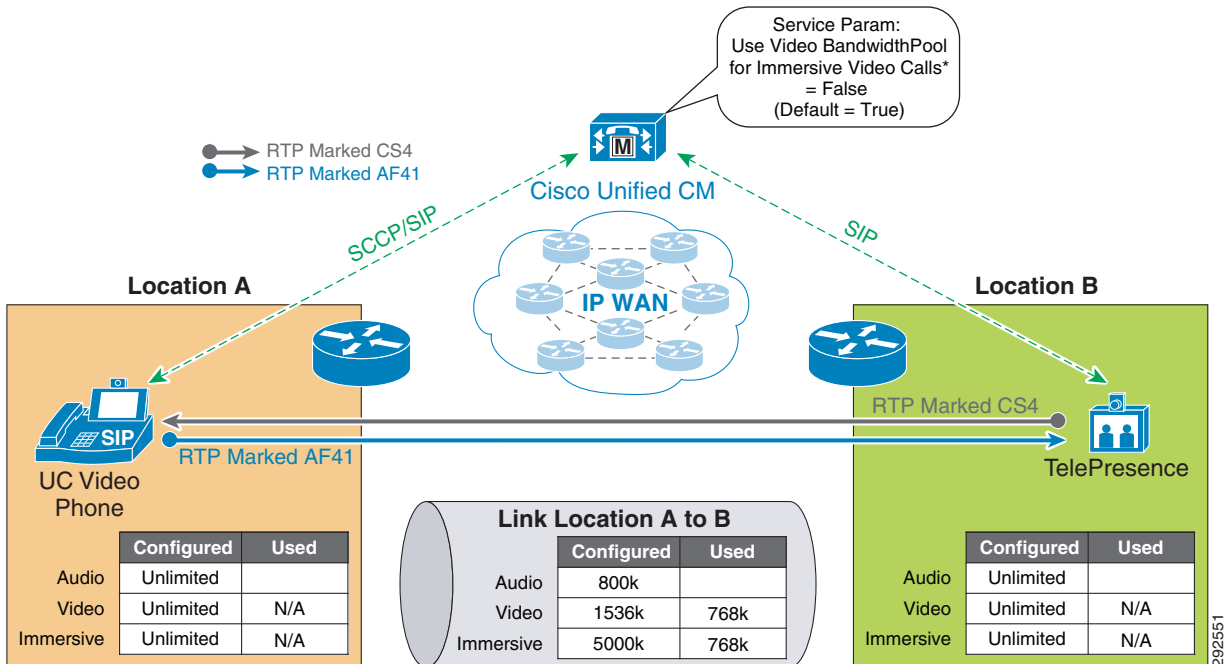 Service Param:
Use Video BandwidthPool
for Immersive Video Calls*
= False
(Default = True)
RTP Marked CS4
RTP Marked AF41
M
Cisco Unified CM
SCCP/SIP
SIP
Location A
IP WAN
Location B
RTP Marked CS4
SIP
RTP Marked AF41
UC Video
Phone
TelePresence
Configured Used
Audio Unlimited
Video Unlimited N/A
Immersive Unlimited N/A
Link Location A to B
Configured Used
Audio 800k
Video 1536k 768k
Immersive 5000k 768k
Configured Used
Audio Unlimited
Video Unlimited N/A
Immersive Unlimited N/A
292551